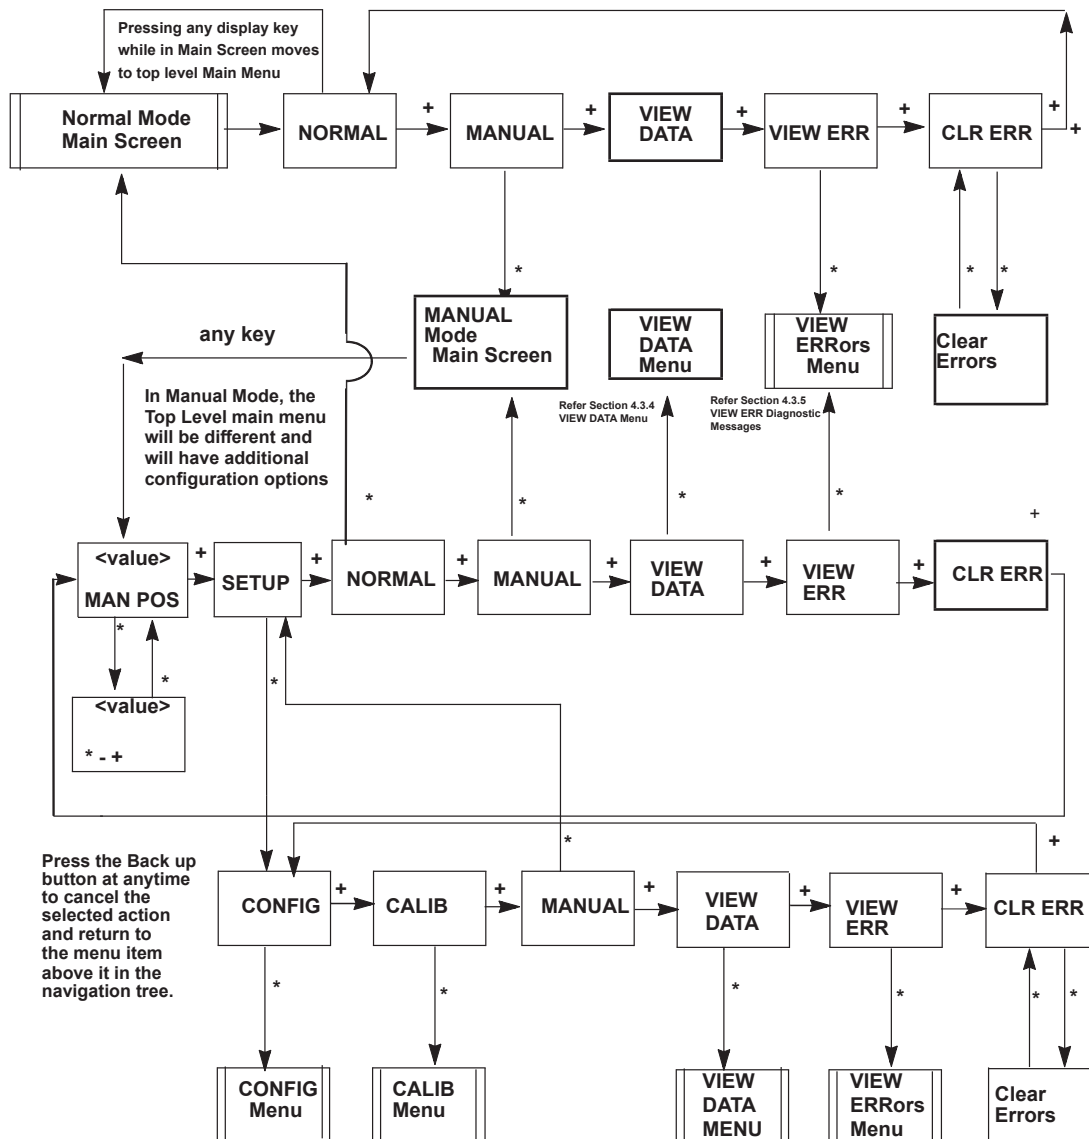 Pressing any display key
while in Main Screen moves
to top level Main Menu
Normal Mode
Main Screen
NORMAL
+
MANUAL
+
VIEW
DATA
+
VIEW ERR
+
CLR ERR
+
+
*
*
*
*
MANUAL
Mode
Main Screen
any key
VIEW
DATA
Menu
VIEW
ERRors
Menu
Clear
Errors
Refer Section 4.3.4
VIEW DATA Menu
Refer Section 4.3.5
VIEW ERR Diagnostic
Messages
In Manual Mode, the
Top Level main menu
will be different and
will have additional
configuration options
*
*
*
*
+
<value>
MAN POS
+
SETUP
+
NORMAL
+
MANUAL
+
VIEW
DATA
+
VIEW
ERR
+
CLR ERR
*
*
*
<value>
* - +
*
+
Press the Back up
button at anytime
to cancel the
selected action
and return to
the menu item
above it in the
navigation tree.
CONFIG
+
CALIB
+
MANUAL
+
VIEW
DATA
+
VIEW
ERR
+
CLR ERR
*
*
*
*
*
*
CONFIG
Menu
CALIB
Menu
VIEW
DATA
MENU
VIEW
ERRors
Menu
Clear
Errors